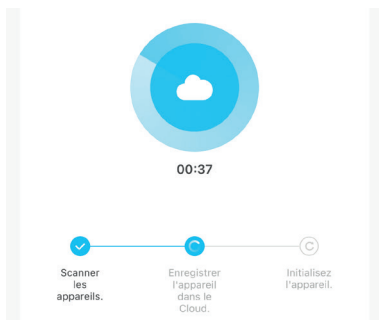 00:37
Scanner
les
appareils.
Enregistrer
l'appareil
dans le
Cloud.
Initialisez
l'appareil.